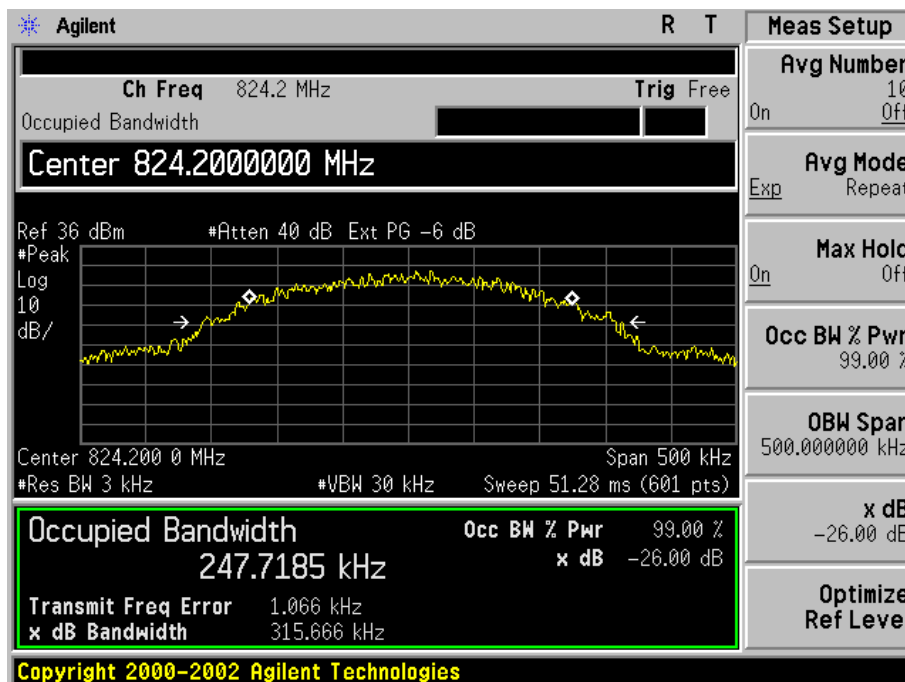 Agilent R T
Meas Setup
Ch Freq 824.2 MHz Trig Free
Occupied Bandwidth
Center 824.2000000 MHz
Ref 36 dBm #Atten 40 dB Ext PG -6 dB
#Peak
Log
10
dB/
Center 824.200 0 MHz Span 500 kHz
#Res BW 3 kHz #VBW 30 kHz Sweep 51.28 ms (601 pts)
Occupied Bandwidth
247.7185 kHz
Occ BW % Pwr 99.00 %
x dB -26.00 dB
Transmit Freq Error 1.066 kHz
x dB Bandwidth 315.666 kHz
Copyright 2000-2002 Agilent Technologies
Avg Number
10
On Off
Avg Mode
Exp Repeat
Max Hold
On Off
Occ BW % Pwr
99.00 %
OBW Span
500.000000 kHz
x dB
-26.00 dB
Optimize
Ref Level